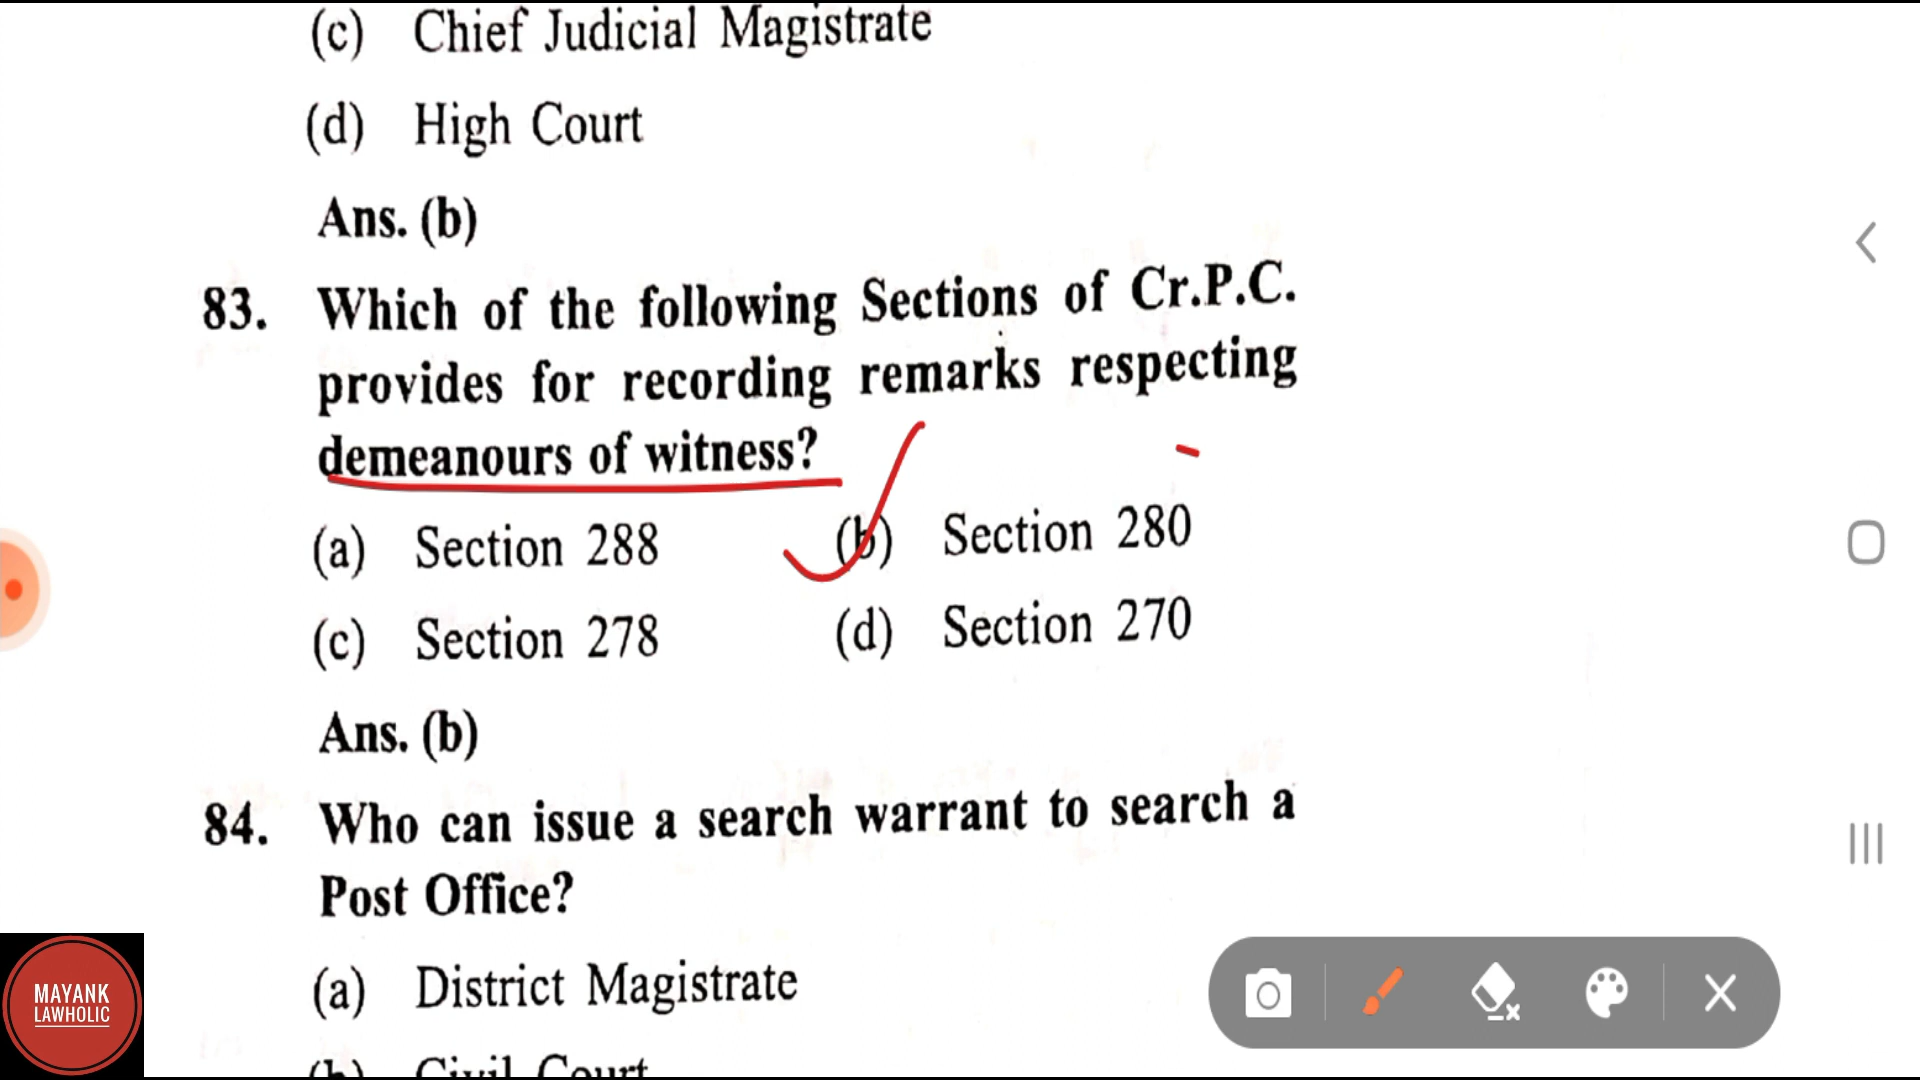 (c) Chief Judicial Magistrate
(d) High Court
Ans. (b)
83. Which of the following Sections of Cr.P.C.
provides for recording remarks respecting
demeanours of witness?
(a) Section 288 (b) Section 280
(c) Section 278 (d) Section 270
Ans. (b)
84. Who can issue a search warrant to search a
Post Office?
(a) District Magistrate
(b) Civil Court
MAYANK
LAWHOLIC